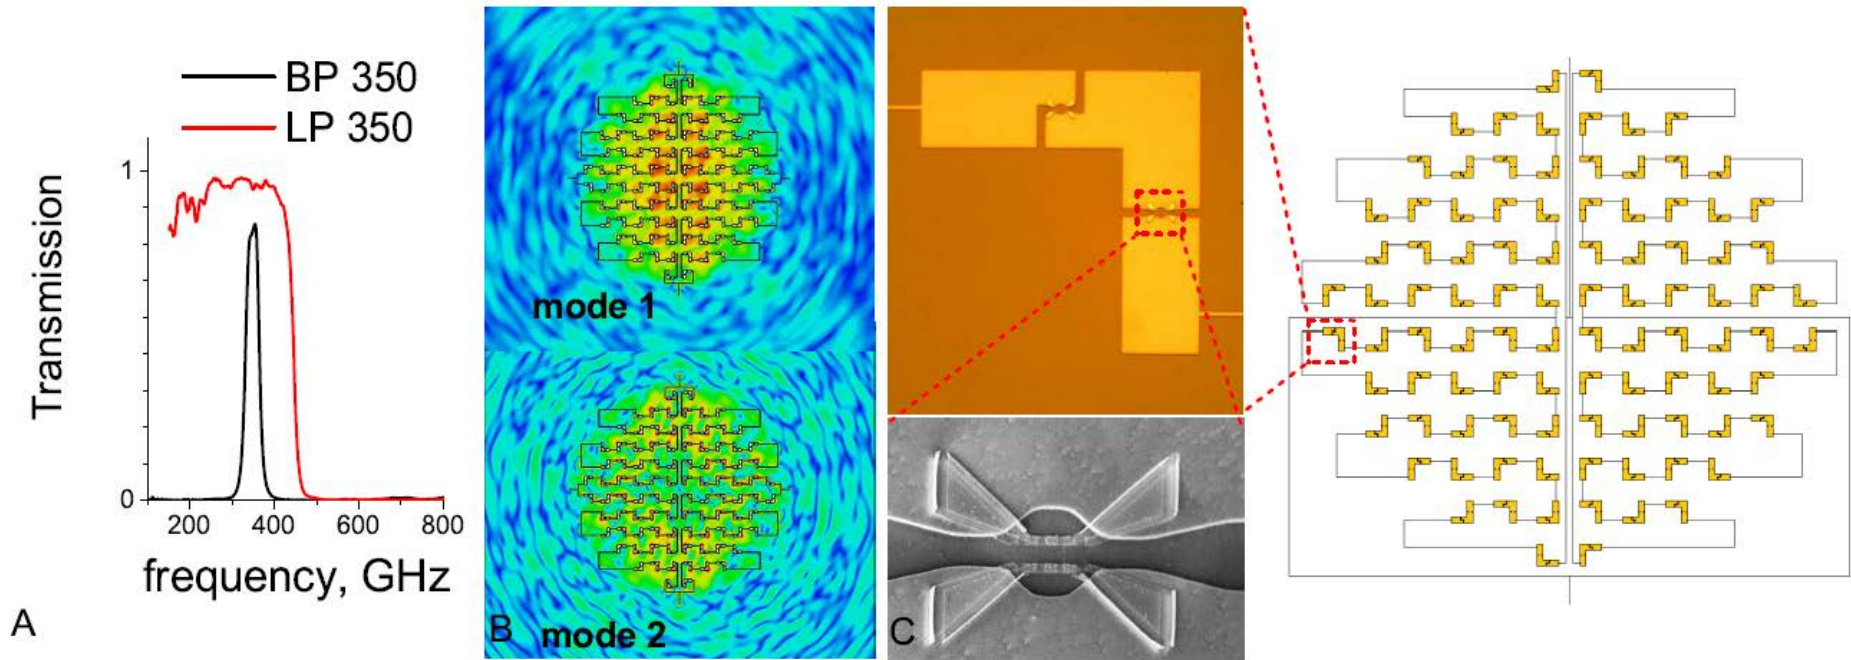 BP 350
LP 350
Transmission
1
0
200
400
600
800
frequency, GHz
A
mode 1
mode 2
B
C